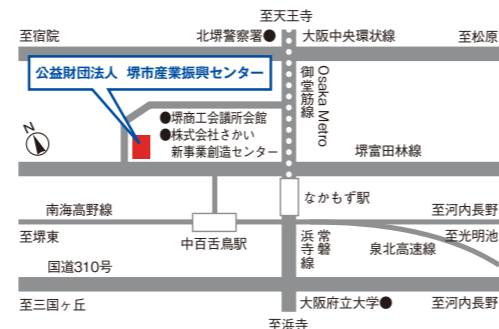 至天王寺
至宿院
北堺警察署●
大阪中央環状線
至松原
公益財団法人 堺市産業振興センター
Osaka Metro
御堂筋線
●堺商工会議所会館
●株式会社さかい
新事業創造センター
N
堺富田林線
なかもず駅
南海高野線
至河内長野
至堺東
中百舌鳥駅
常磐
浜寺線
泉北高速線
至光明池
国道310号
至三国ヶ丘
大阪府立大学●
至河内長野
至浜寺